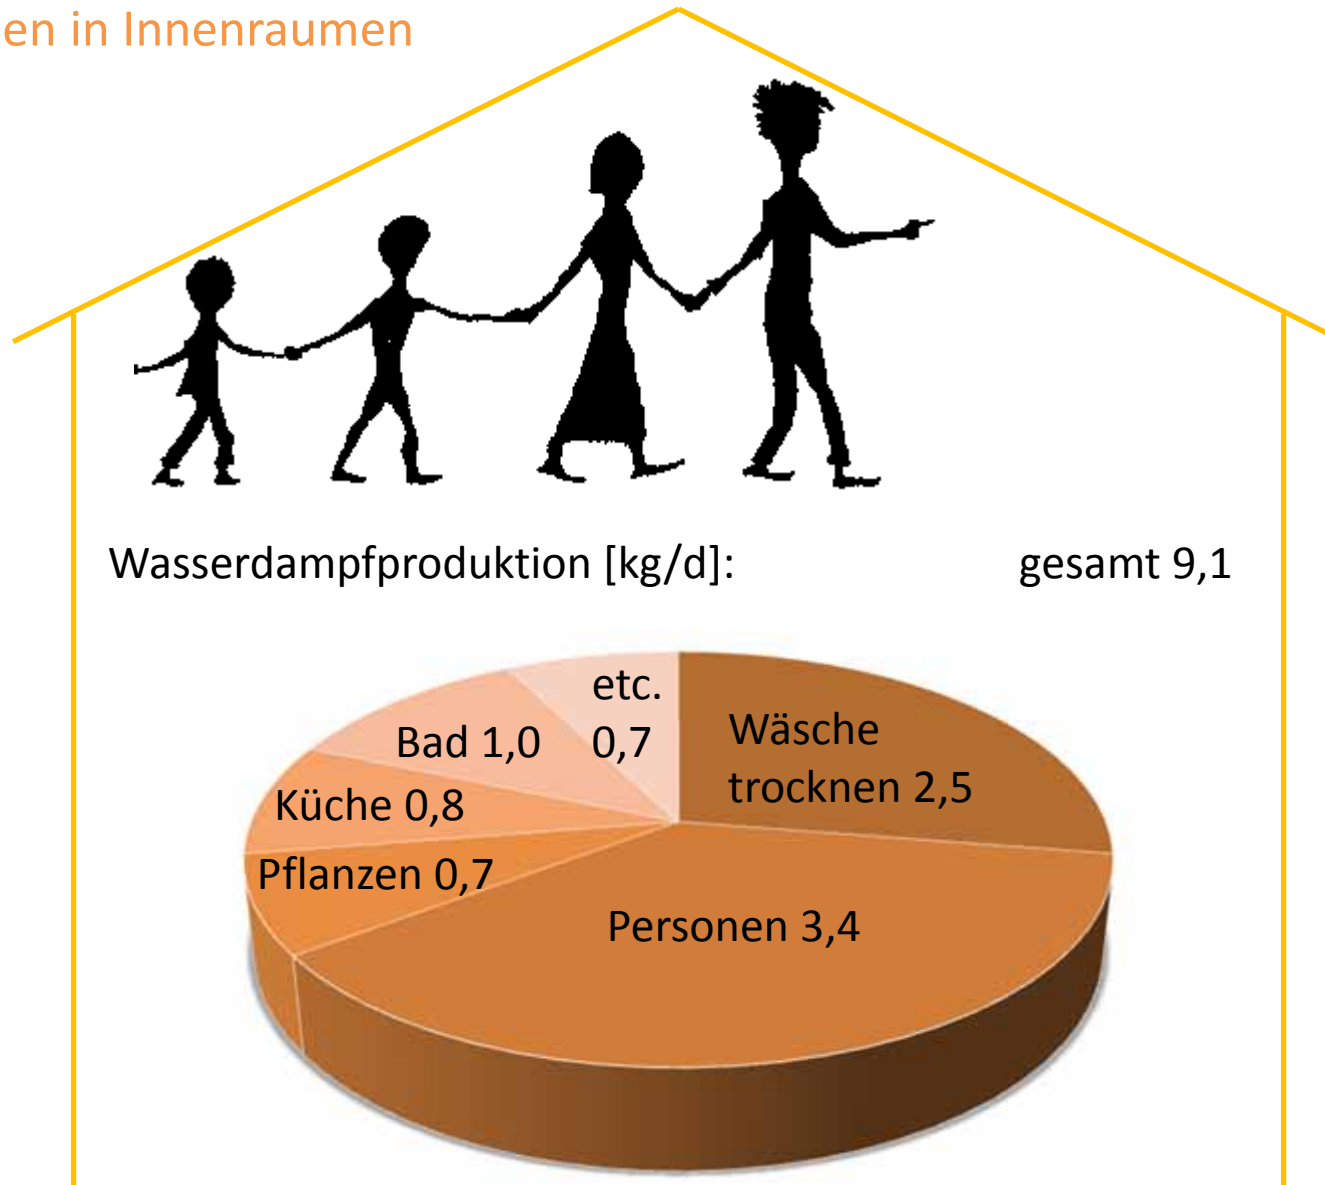 en in Innenraumen
Wasserdampfproduktion [kg/d]: gesamt 9,1
etc.
0,7
Wäsche
trocknen 2,5
Bad 1,0
Küche 0,8
Pflanzen 0,7
Personen 3,4